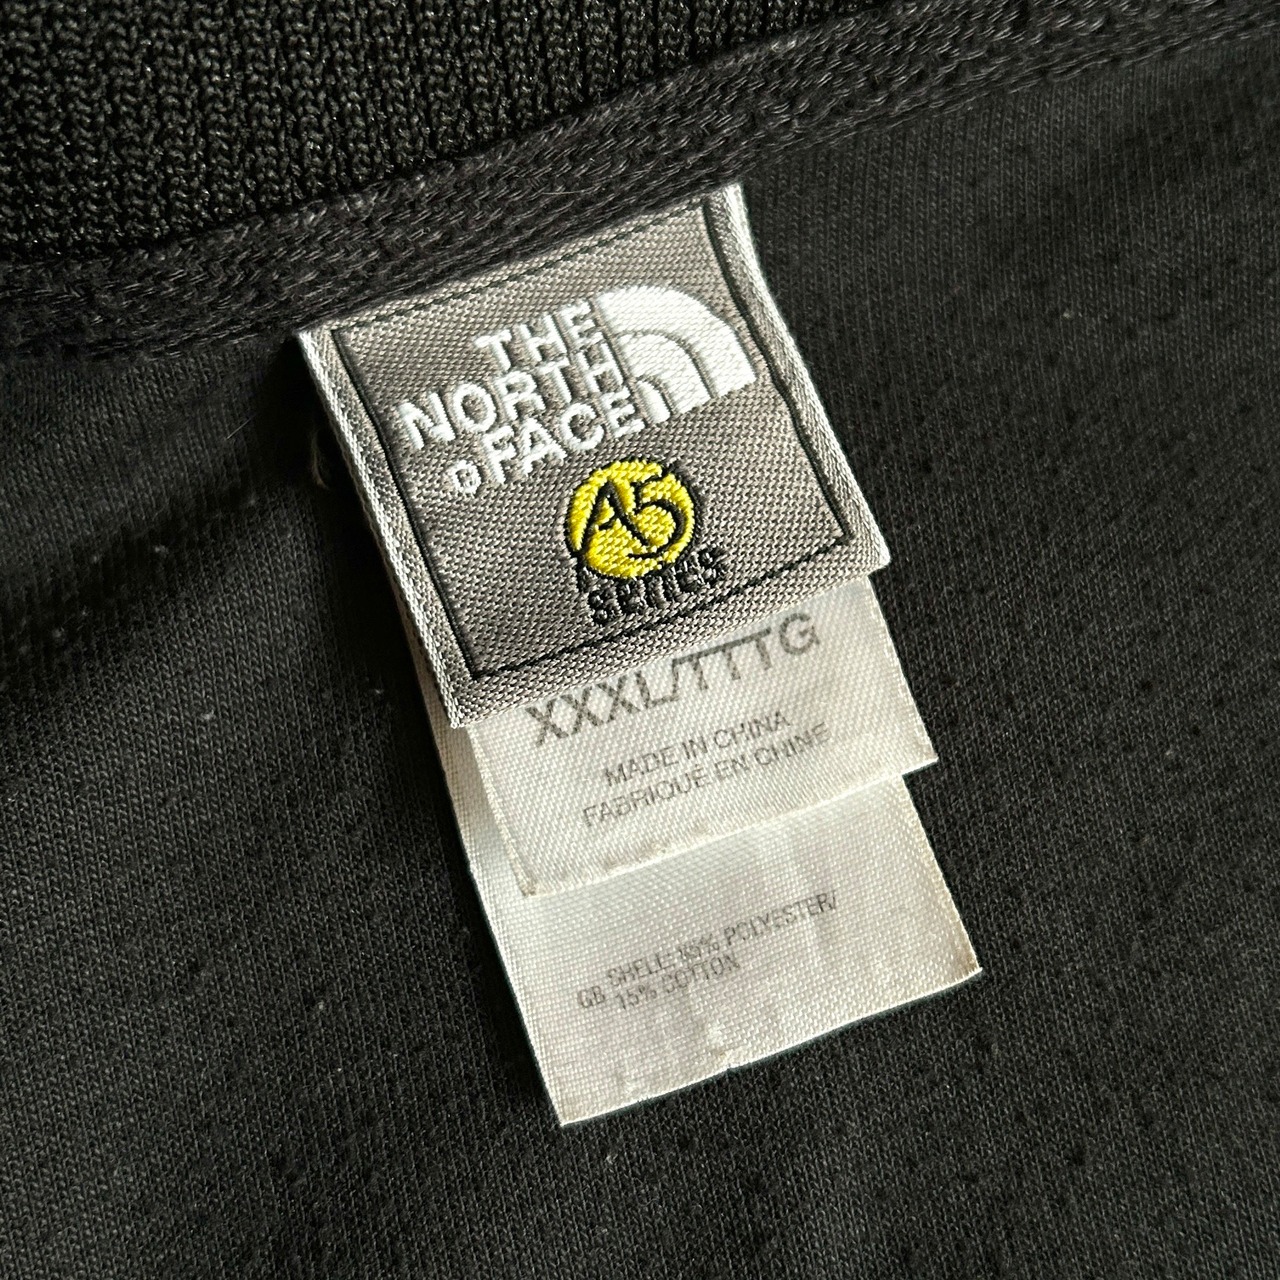 THE
NORTH
FACE
A5
SERIES
XXXL/TTTG
MADE IN CHINA
FABRIQUÉ EN CHINE
SHELL: 85% POLYESTER/
GB 15% COTTON